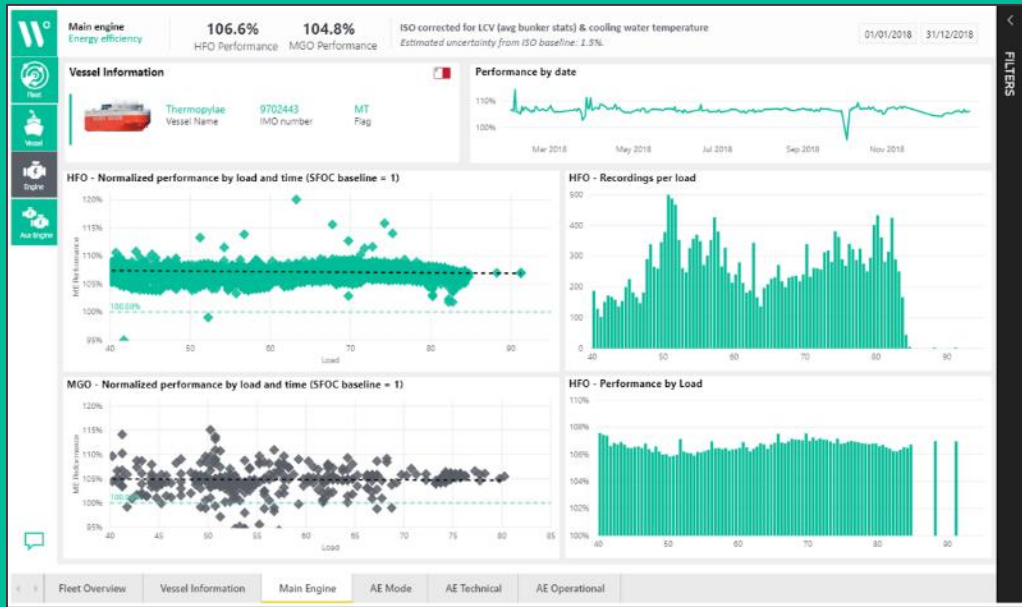 W°
Main engine
Energy efficiency
106.6%
HFO Performance
104.8%
MGO Performance
ISO corrected for LCV (avg bunker stats) & cooling water temperature
Estimated uncertainty from ISO baseline: 1.5%.
01/01/2018 31/12/2018
FILTERS
Fleet
Vessel
Engine
Aux Engine
Vessel Information
Thermopylae
Vessel Name
9702443
IMO number
MT
Flag
Performance by date
110%
100%
Mar 2018 May 2018 Jul 2018 Sep 2018 Nov 2018
HFO - Normalized performance by load and time (SFOC baseline = 1)
ME Performance
120%
115%
110%
105%
100.00%
100%
95%
40 50 60 70 80 90
Load
HFO - Recordings per load
500
400
300
200
100
0
40 50 60 70 80 90
MGO - Normalized performance by load and time (SFOC baseline = 1)
ME Performance
120%
115%
110%
105%
100%
95%
40 45 50 55 60 65 70 75 80 85
Load
HFO - Performance by Load
110%
108%
106%
104%
102%
100%
40 50 60 70 80 90
Fleet Overview Vessel Information Main Engine AE Mode AE Technical AE Operational